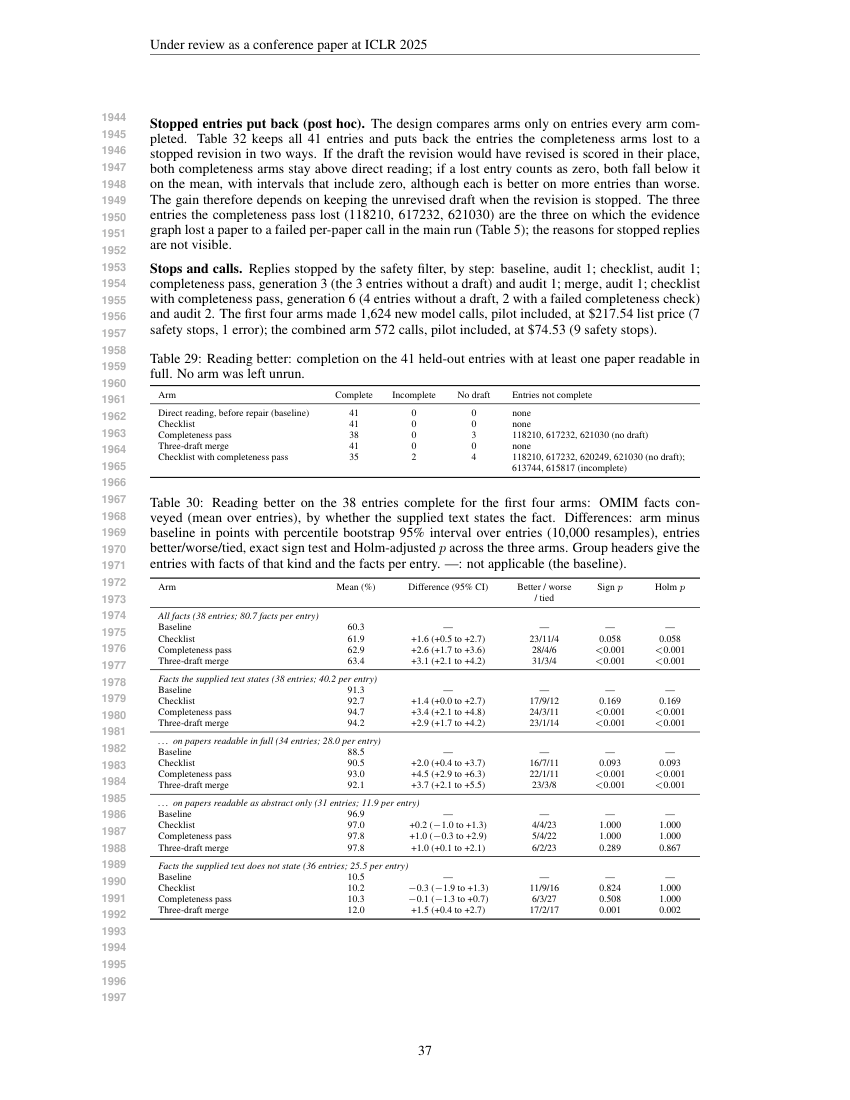 Under review as a conference paper at ICLR 2025
1944
1945
1946
1947
1948
1949
1950
1951
1952
1953
1954
1955
1956
1957
1958
1959
1960
1961
1962
1963
1964
1965
1966
1967
1968
1969
1970
1971
1972
1973
1974
1975
1976
1977
1978
1979
1980
1981
1982
1983
1984
1985
1986
1987
1988
1989
1990
1991
1992
1993
1994
1995
1996
1997
Stopped entries put back (post hoc). The design compares arms only on entries every arm com-
pleted. Table 32 keeps all 41 entries and puts back the entries the completeness arms lost to a
stopped revision in two ways. If the draft the revision would have revised is scored in their place,
both completeness arms stay above direct reading; if a lost entry counts as zero, both fall below it
on the mean, with intervals that include zero, although each is better on more entries than worse.
The gain therefore depends on keeping the unrevised draft when the revision is stopped. The three
entries the completeness pass lost (118210, 617232, 621030) are the three on which the evidence
graph lost a paper to a failed per-paper call in the main run (Table 5); the reasons for stopped replies
are not visible.
Stops and calls. Replies stopped by the safety filter, by step: baseline, audit 1; checklist, audit 1;
completeness pass, generation 3 (the 3 entries without a draft) and audit 1; merge, audit 1; checklist
with completeness pass, generation 6 (4 entries without a draft, 2 with a failed completeness check)
and audit 2. The first four arms made 1,624 new model calls, pilot included, at $217.54 list price (7
safety stops, 1 error); the combined arm 572 calls, pilot included, at $74.53 (9 safety stops).
Table 29: Reading better: completion on the 41 held-out entries with at least one paper readable in
full. No arm was left unrun.
Arm Complete Incomplete No draft Entries not complete
Direct reading, before repair (baseline) 41 0 0 none
Checklist 41 0 0 none
Completeness pass 38 0 3 118210, 617232, 621030 (no draft)
Three-draft merge 41 0 0 none
Checklist with completeness pass 35 2 4 118210, 617232, 620249, 621030 (no draft);
613744, 615817 (incomplete)
Table 30: Reading better on the 38 entries complete for the first four arms: OMIM facts con-
veyed (mean over entries), by whether the supplied text states the fact. Differences: arm minus
baseline in points with percentile bootstrap 95% interval over entries (10,000 resamples), entries
better/worse/tied, exact sign test and Holm-adjusted p across the three arms. Group headers give the
entries with facts of that kind and the facts per entry. —: not applicable (the baseline).
Arm Mean (%) Difference (95% CI) Better / worse Sign p Holm p
/ tied
All facts (38 entries; 80.7 facts per entry)
Baseline 60.3 — — — —
Checklist 61.9 +1.6 (+0.5 to +2.7) 23/11/4 0.058 0.058
Completeness pass 62.9 +2.6 (+1.7 to +3.6) 28/4/6 <0.001 <0.001
Three-draft merge 63.4 +3.1 (+2.1 to +4.2) 31/3/4 <0.001 <0.001
Facts the supplied text states (38 entries; 40.2 facts per entry)
Baseline 91.3 — — — —
Checklist 92.7 +1.4 (+0.0 to +2.7) 17/9/12 0.169 0.169
Completeness pass 94.7 +3.4 (+2.1 to +4.8) 24/3/11 <0.001 <0.001
Three-draft merge 94.2 +2.9 (+1.7 to +4.2) 23/1/14 <0.001 <0.001
... on papers readable in full (34 entries; 28.0 per entry)
Baseline 88.5 — — — —
Checklist 90.5 +2.0 (+0.4 to +3.7) 16/7/11 0.093 0.093
Completeness pass 93.0 +4.5 (+2.9 to +6.3) 22/1/11 <0.001 <0.001
Three-draft merge 92.1 +3.7 (+2.1 to +5.5) 23/3/8 <0.001 <0.001
... on papers readable as abstract only (31 entries; 11.9 per entry)
Baseline 96.9 — — — —
Checklist 97.0 +0.2 (−1.0 to +1.3) 4/4/23 1.000 1.000
Completeness pass 97.8 +1.0 (−0.3 to +2.9) 5/4/22 1.000 1.000
Three-draft merge 97.8 +1.0 (+0.1 to +2.1) 6/2/23 0.289 0.867
Facts the supplied text does not state (36 entries; 25.5 per entry)
Baseline 10.5 — — — —
Checklist 10.2 −0.3 (−1.9 to +1.3) 11/9/16 0.824 1.000
Completeness pass 10.3 −0.1 (−1.3 to +0.7) 6/3/27 0.508 1.000
Three-draft merge 12.0 +1.5 (+0.4 to +2.7) 17/2/17 0.001 0.002
37